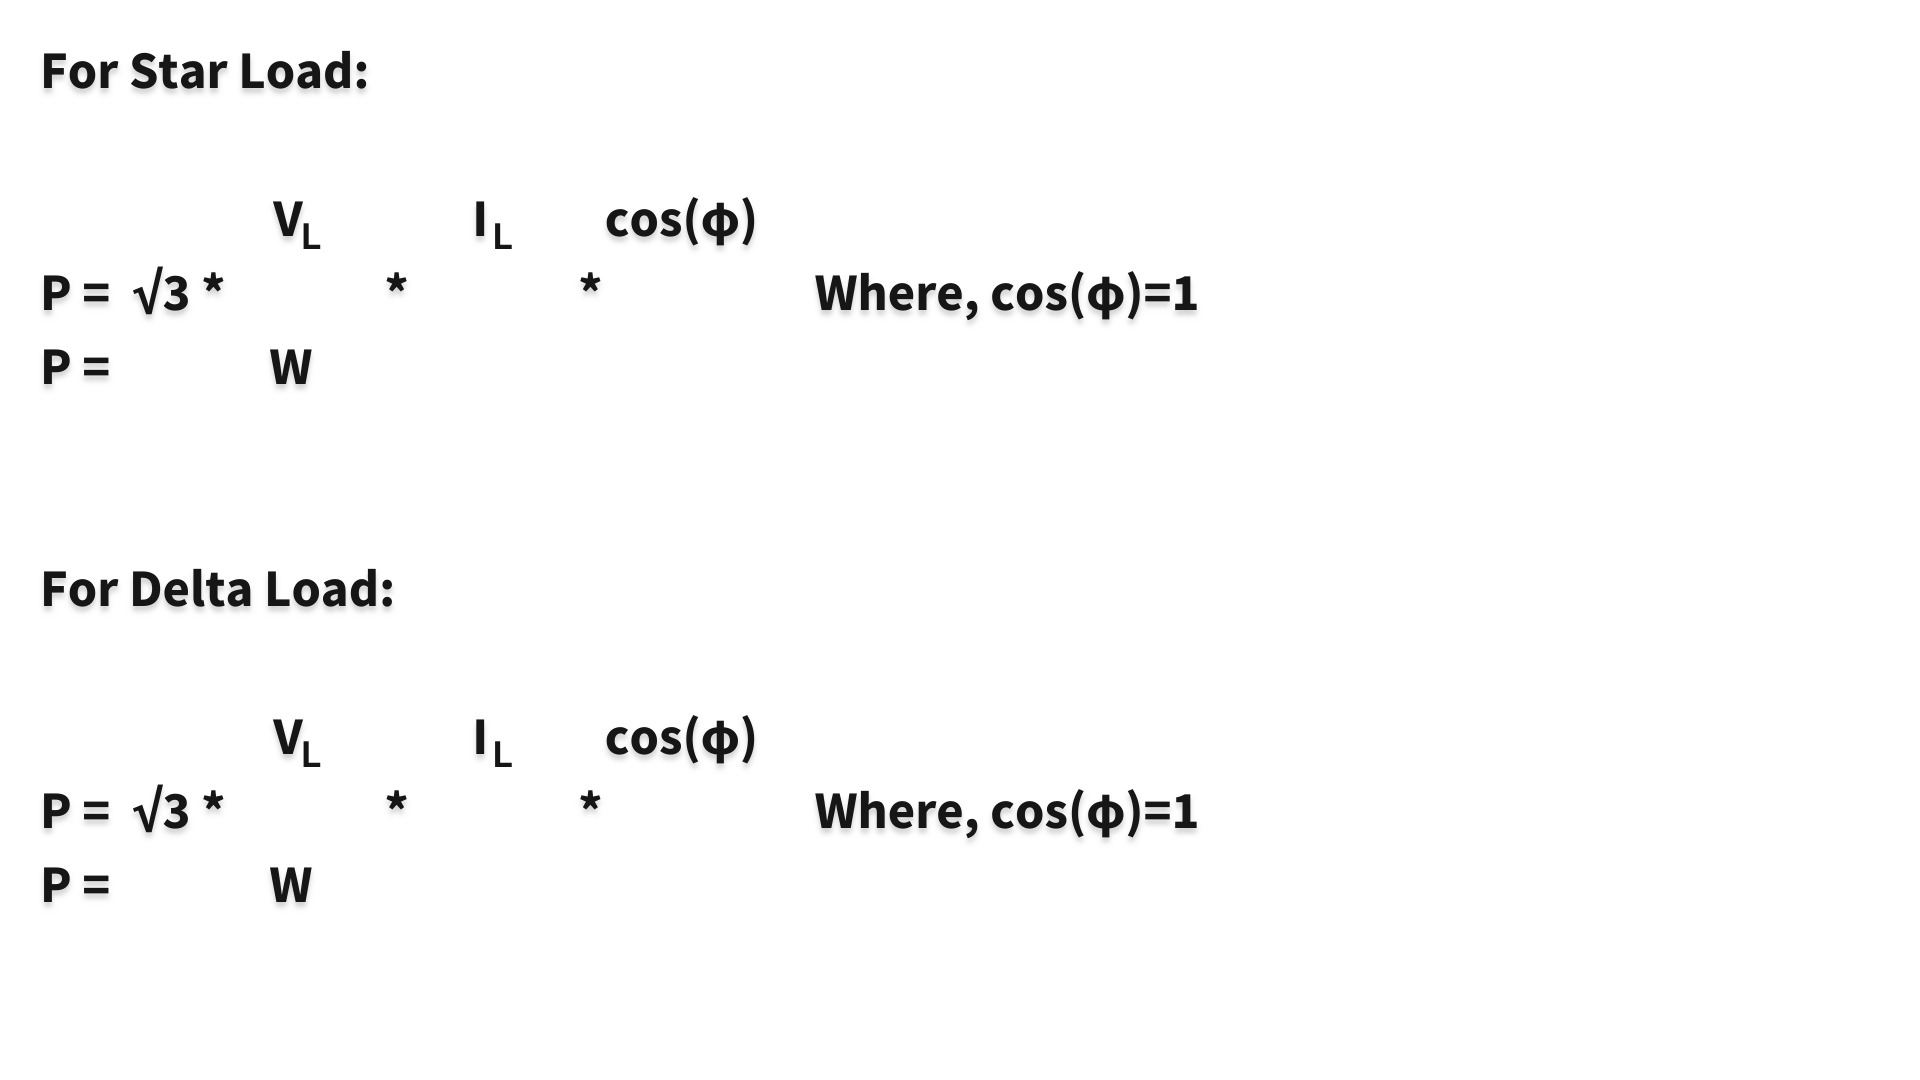 For Star Load:
V_L I_L cos(ϕ)
P = √3 * * * Where, cos(ϕ)=1
P = W
For Delta Load:
V_L I_L cos(ϕ)
P = √3 * * * Where, cos(ϕ)=1
P = W